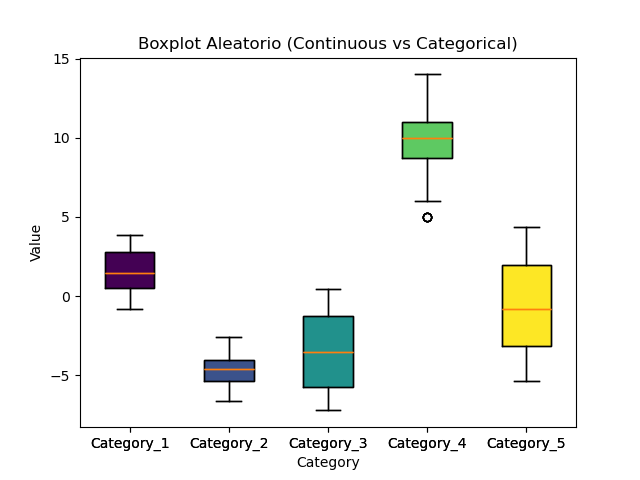 Boxplot Aleatorio (Continuous vs Categorical)
15
10
5
0
−5
Value
Category_1
Category_2
Category_3
Category_4
Category_5
Category